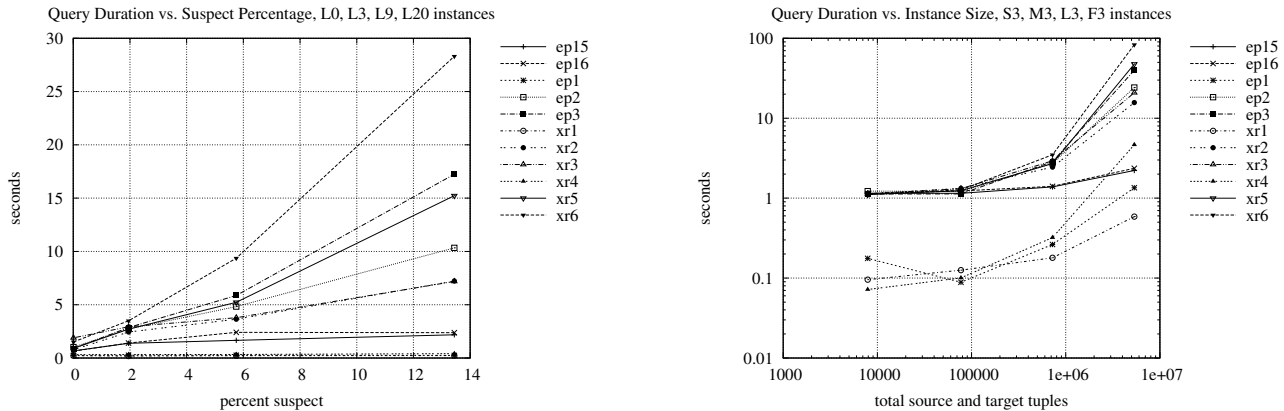 Query Duration vs. Suspect Percentage, L0, L3, L9, L20 instances
30
25
20
15
10
5
0
seconds
0 2 4 6 8 10 12 14
percent suspect
ep15
ep16
ep1
ep2
ep3
xr1
xr2
xr3
xr4
xr5
xr6
Query Duration vs. Instance Size, S3, M3, L3, F3 instances
100
10
1
0.1
0.01
seconds
1000 10000 100000 1e+06 1e+07
total source and target tuples
ep15
ep16
ep1
ep2
ep3
xr1
xr2
xr3
xr4
xr5
xr6